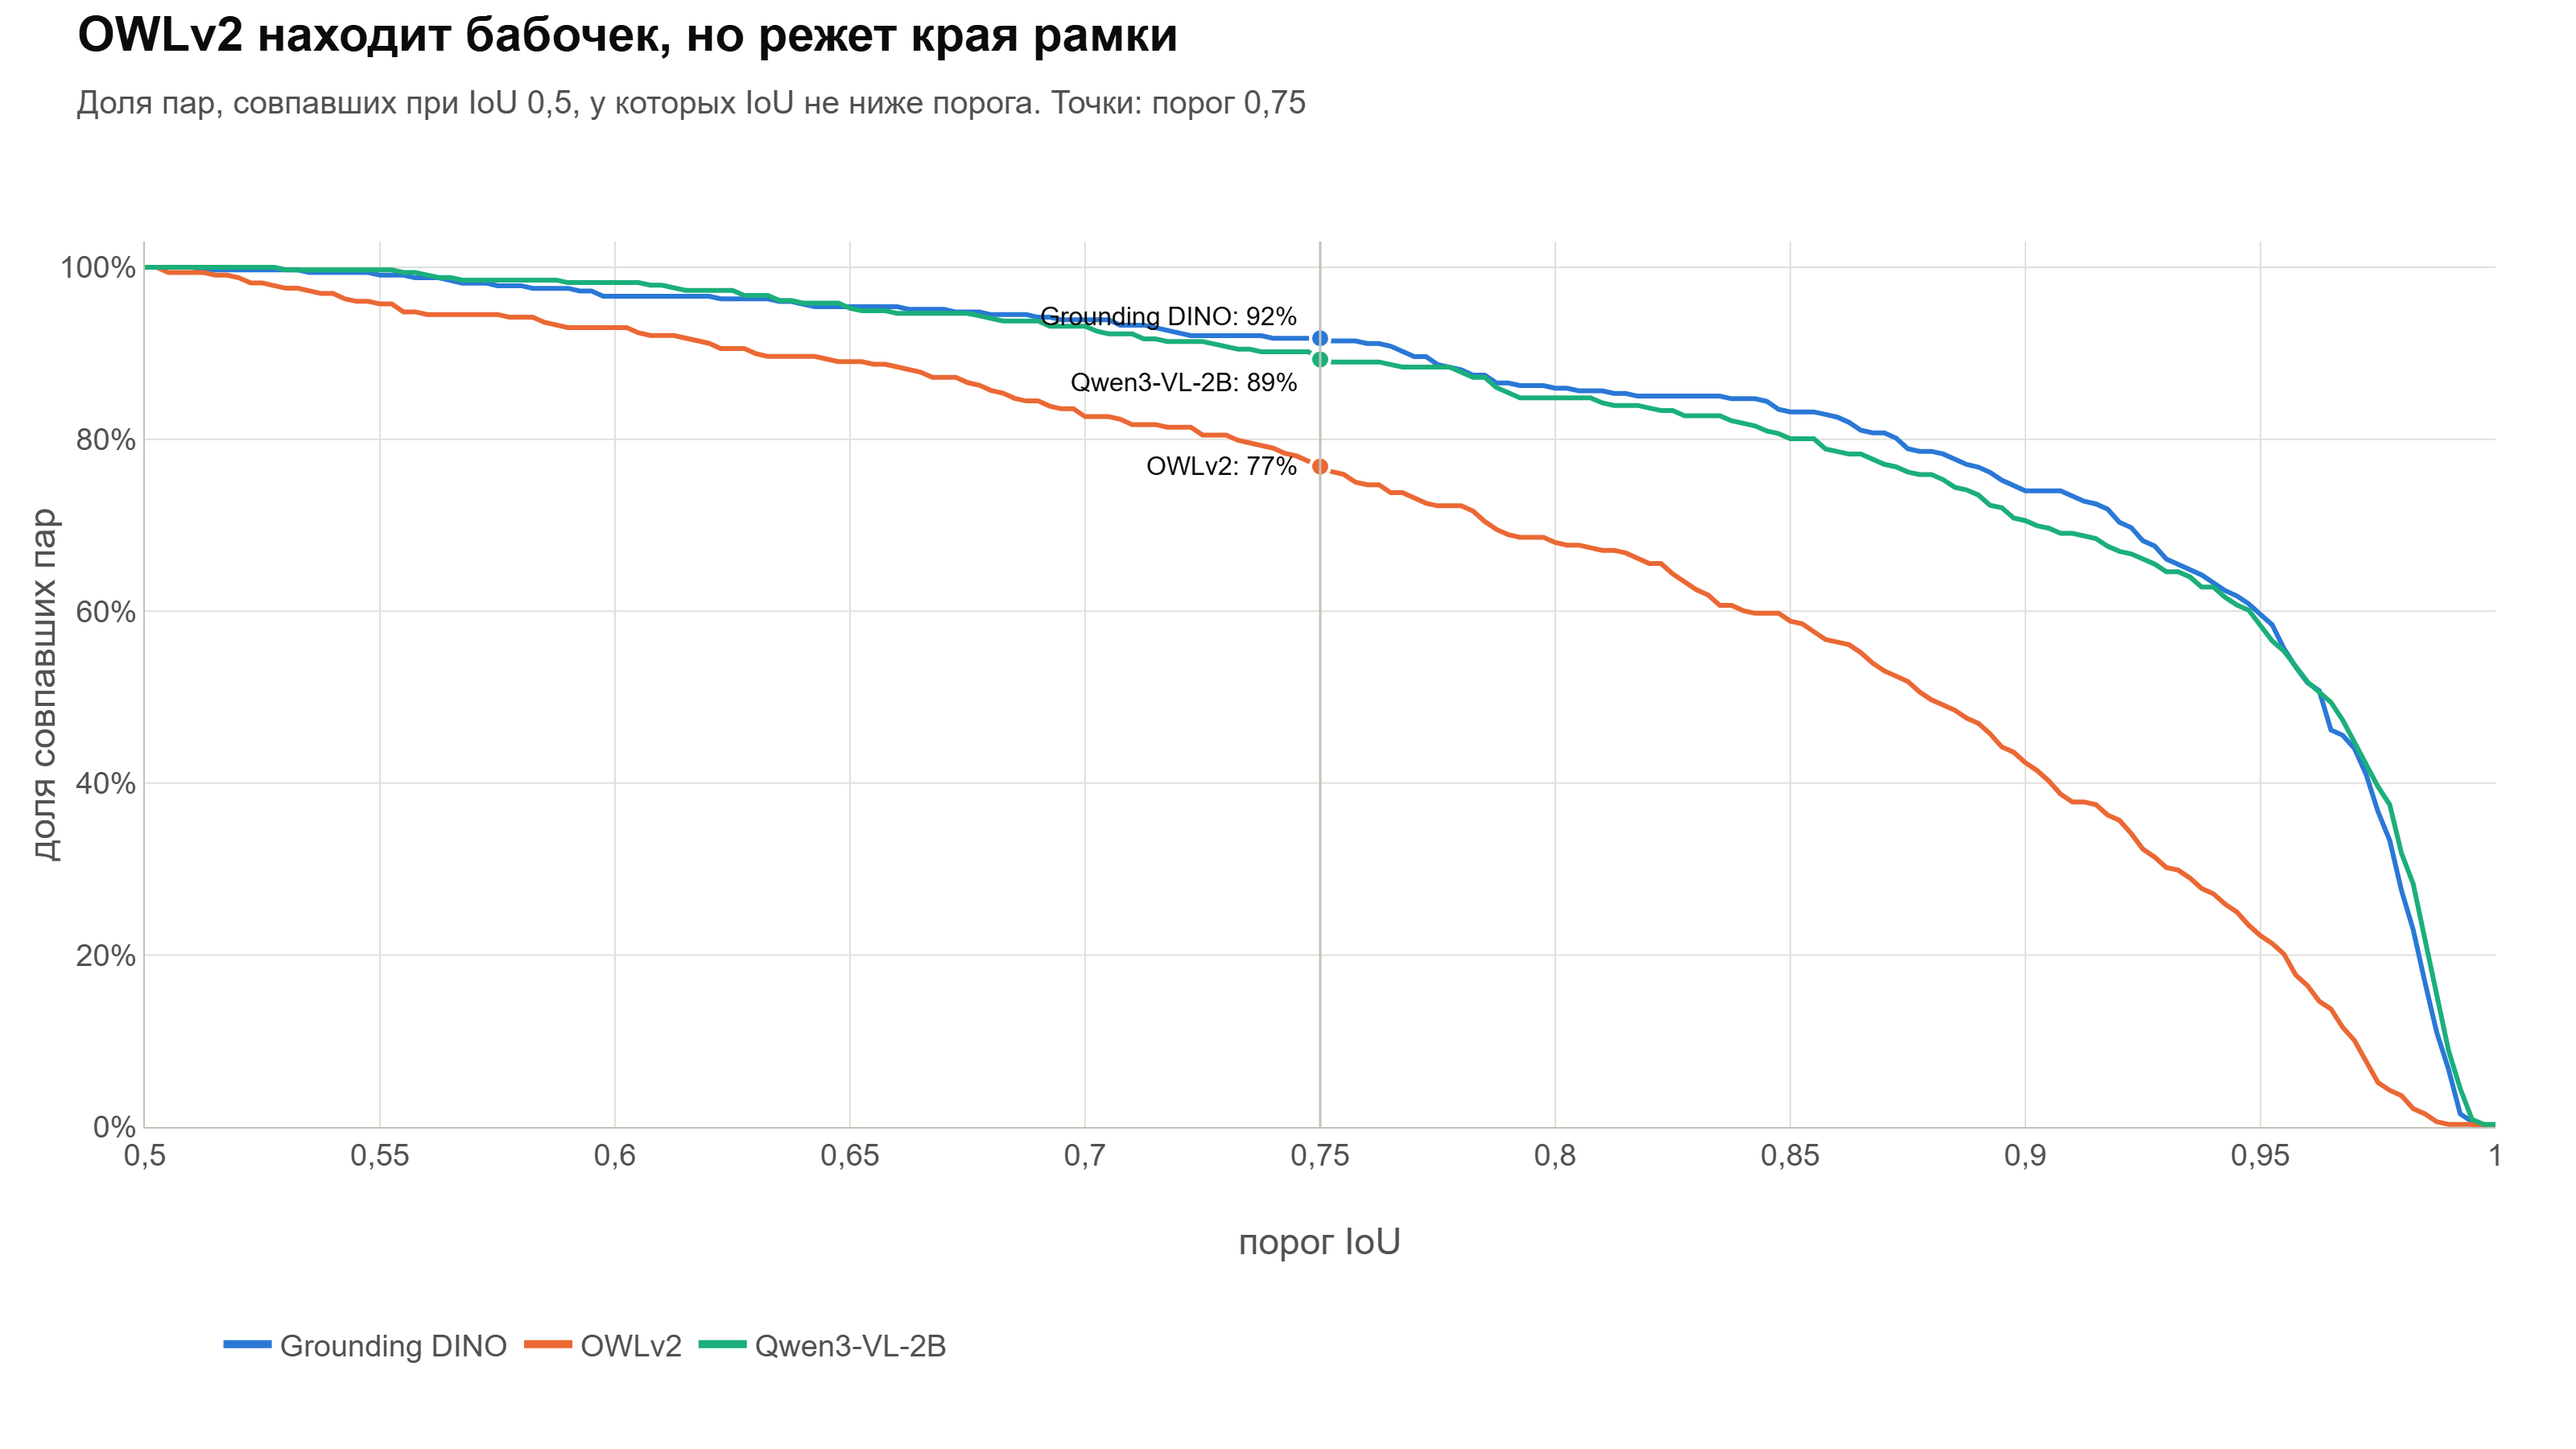 OWLv2 находит бабочек, но режет края рамки
Доля пар, совпавших при IoU 0,5, у которых IoU не ниже порога. Точки: порог 0,75
доля совпавших пар
100%
80%
60%
40%
20%
0%
Grounding DINO: 92%
Qwen3-VL-2B: 89%
OWLv2: 77%
0,5 0,55 0,6 0,65 0,7 0,75 0,8 0,85 0,9 0,95 1
порог IoU
Grounding DINO OWLv2 Qwen3-VL-2B